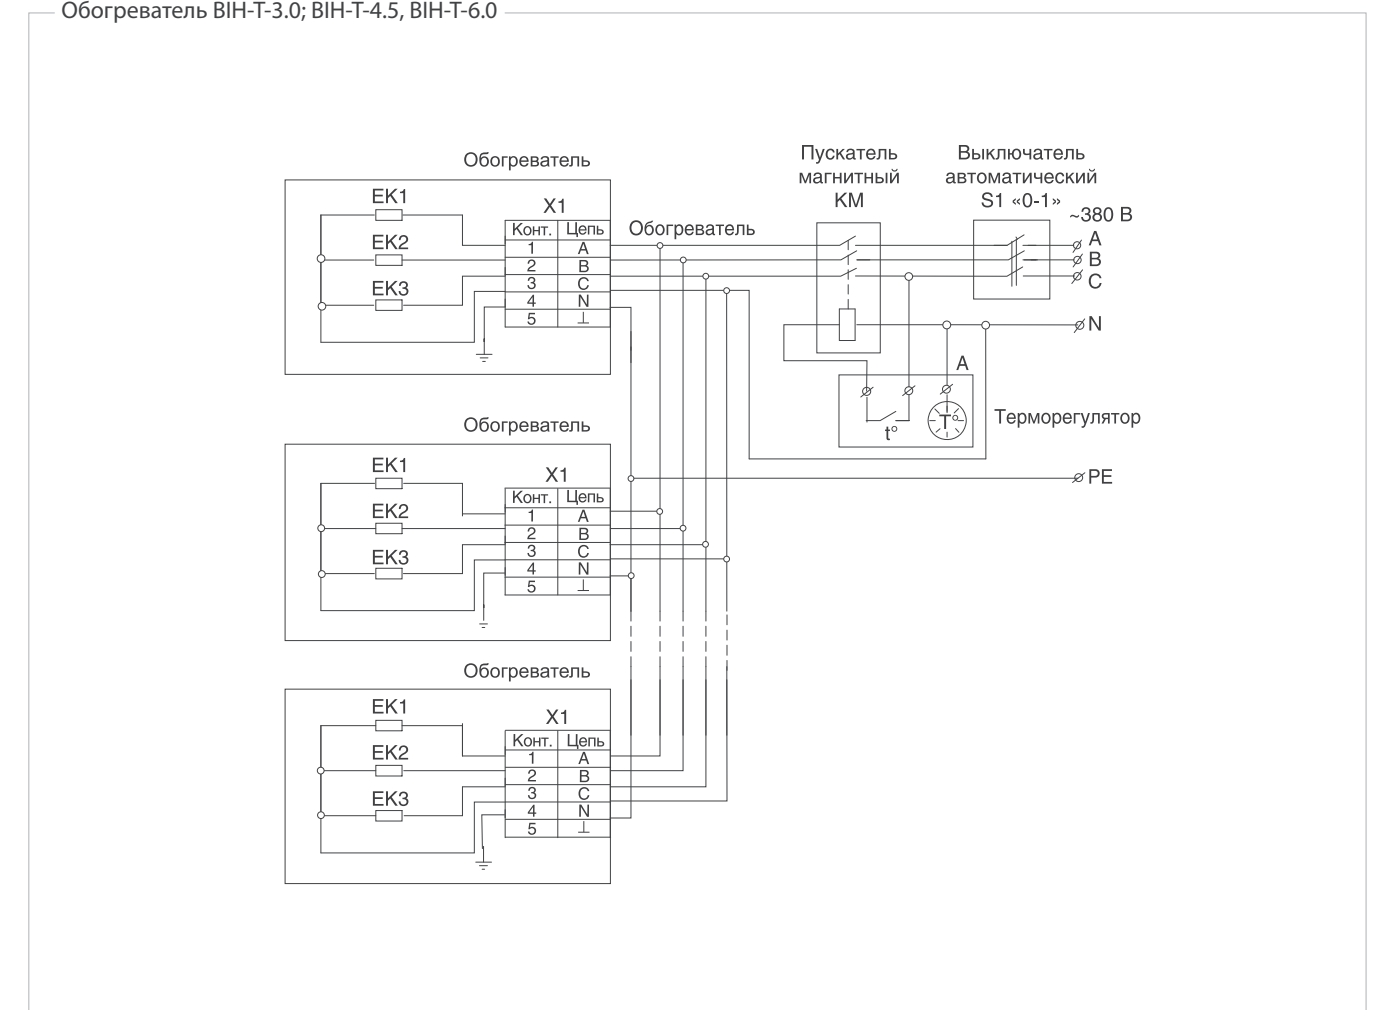 Обогреватель BIH-T-3.0; BIH-T-4.5, BIH-T-6.0
Обогреватель
EK1
EK2
EK3
X1
Конт. Цепь
1 A
2 B
3 C
4 N
5 ⊥
Обогреватель
Пускатель
магнитный
КМ
Выключатель
автоматический
S1 «0-1»
~380 В
A
B
C
N
A
t°
T°
Терморегулятор
PE
Обогреватель
EK1
EK2
EK3
X1
Конт. Цепь
1 A
2 B
3 C
4 N
5 ⊥
Обогреватель
EK1
EK2
EK3
X1
Конт. Цепь
1 A
2 B
3 C
4 N
5 ⊥